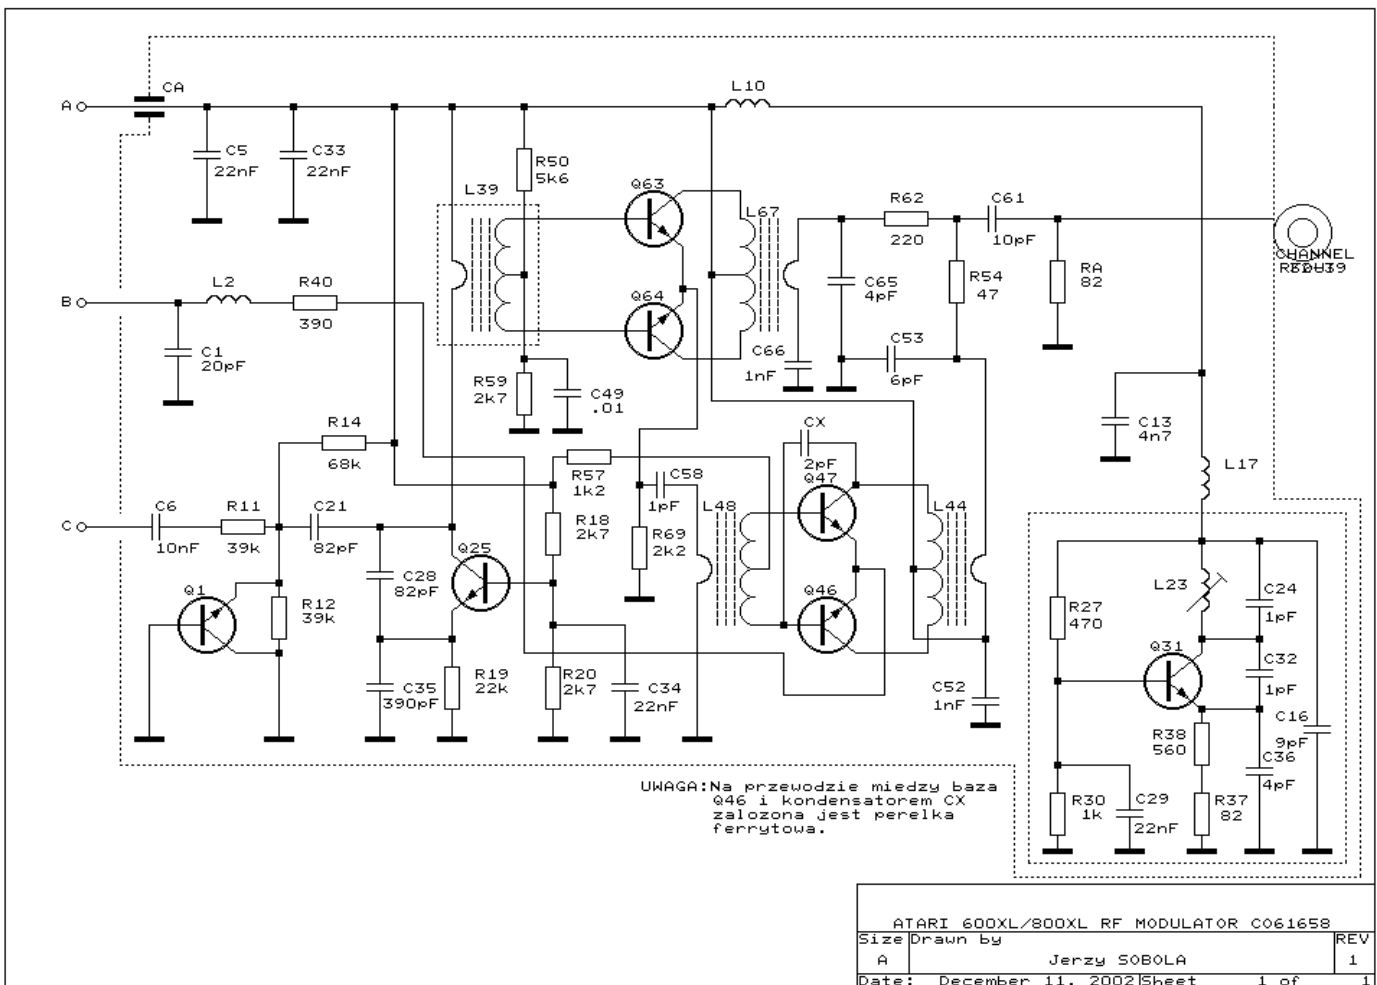 CA
A
L10
C5
22nF
C33
22nF
R50
5k6
Q63
L39
L67
R62
220
C61
10pF
CHANNEL
B
L2
R40
390
C1
20pF
Q64
C65
4pF
R54
47
RA
82
C66
1nF
C53
6pF
R59
2k7
C49
.01
R14
68k
CX
2pF
C13
4n7
L17
R57
1k2
C58
1pF
Q47
L48
L44
C
C6
10nF
R11
39k
C21
82pF
Q25
R18
2k7
R69
2k2
C28
82pF
Q1
R12
39k
Q46
L23
C24
1pF
R27
470
Q31
C32
1pF
C35
390pF
R19
22k
R20
2k7
C34
22nF
C52
1nF
C16
9pF
R38
560
C36
4pF
R30
1k
C29
22nF
R37
82
UWAGA:Na przewodzie miedzy baza
Q46 i kondensatorem CX
zalozona jest perelka
ferrytowa.
ATARI 600XL/800XL RF MODULATOR C061658
Size Drawn by REV
A Jerzy SOBOLA 1
Date: December 11, 2002 Sheet 1 of 1